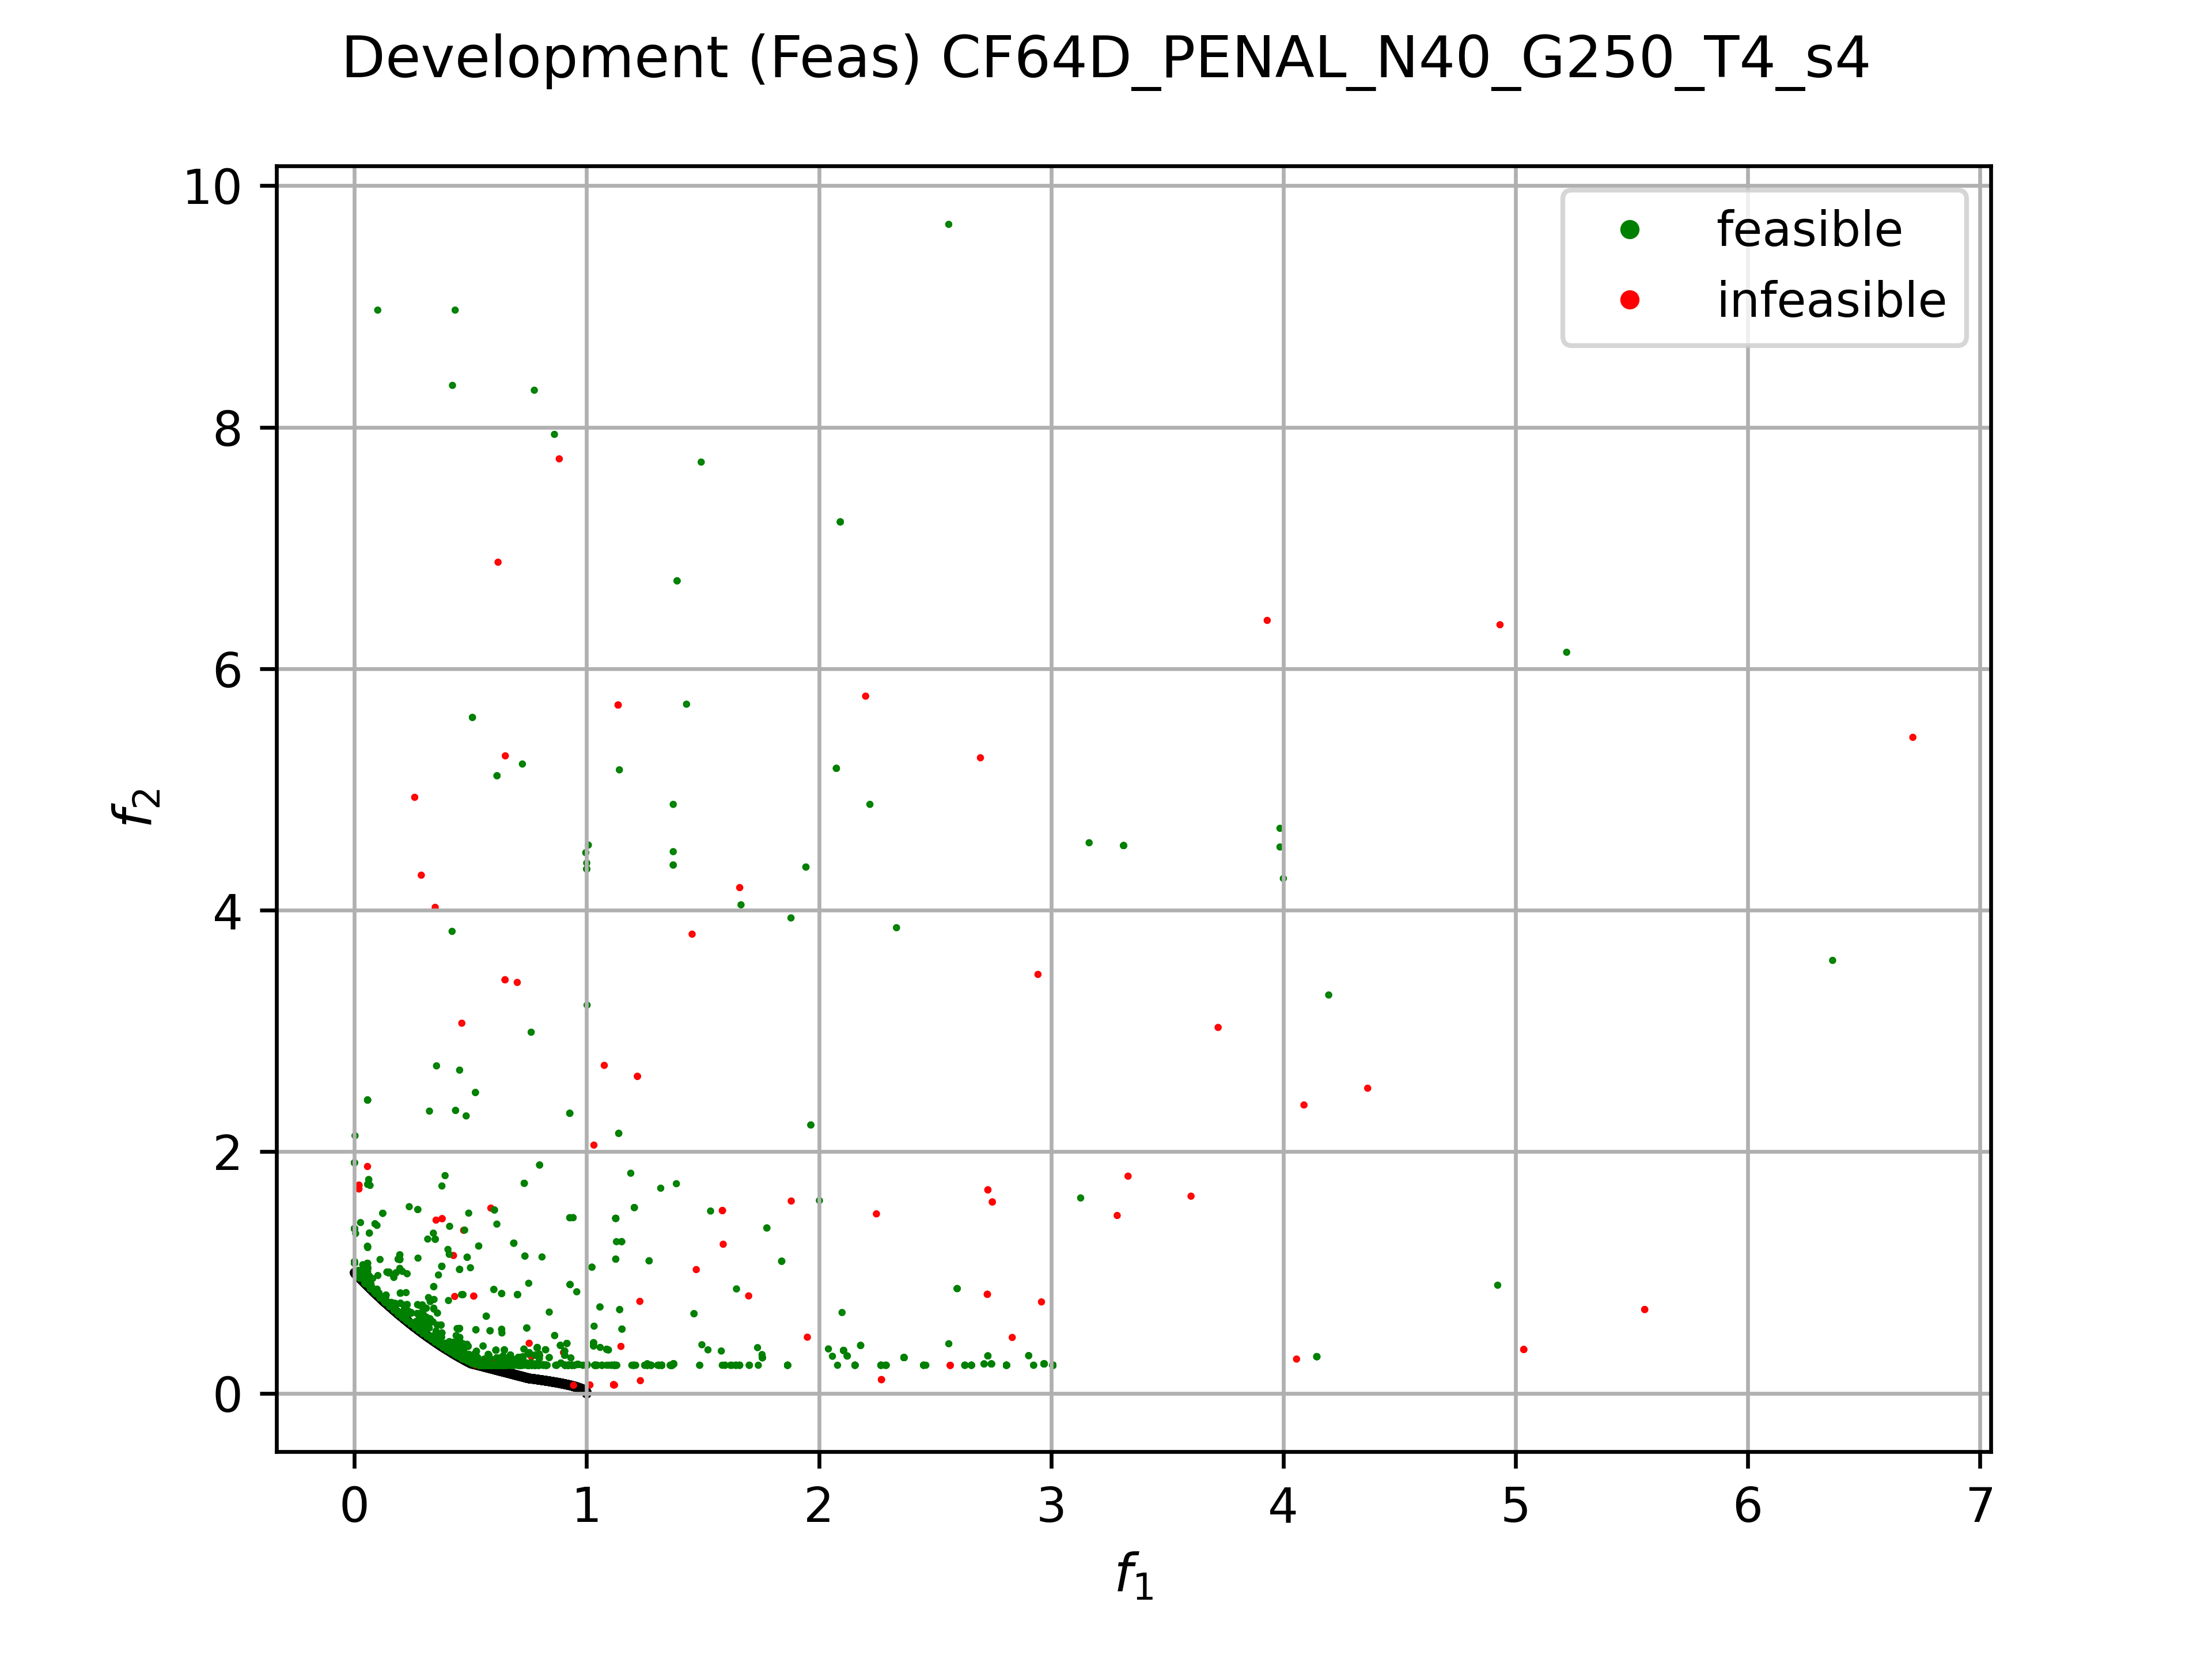 Development (Feas) CF64D_PENAL_N40_G250_T4_s4
feasible
infeasible
10
8
6
4
2
0
f2
0 1 2 3 4 5 6 7
f1